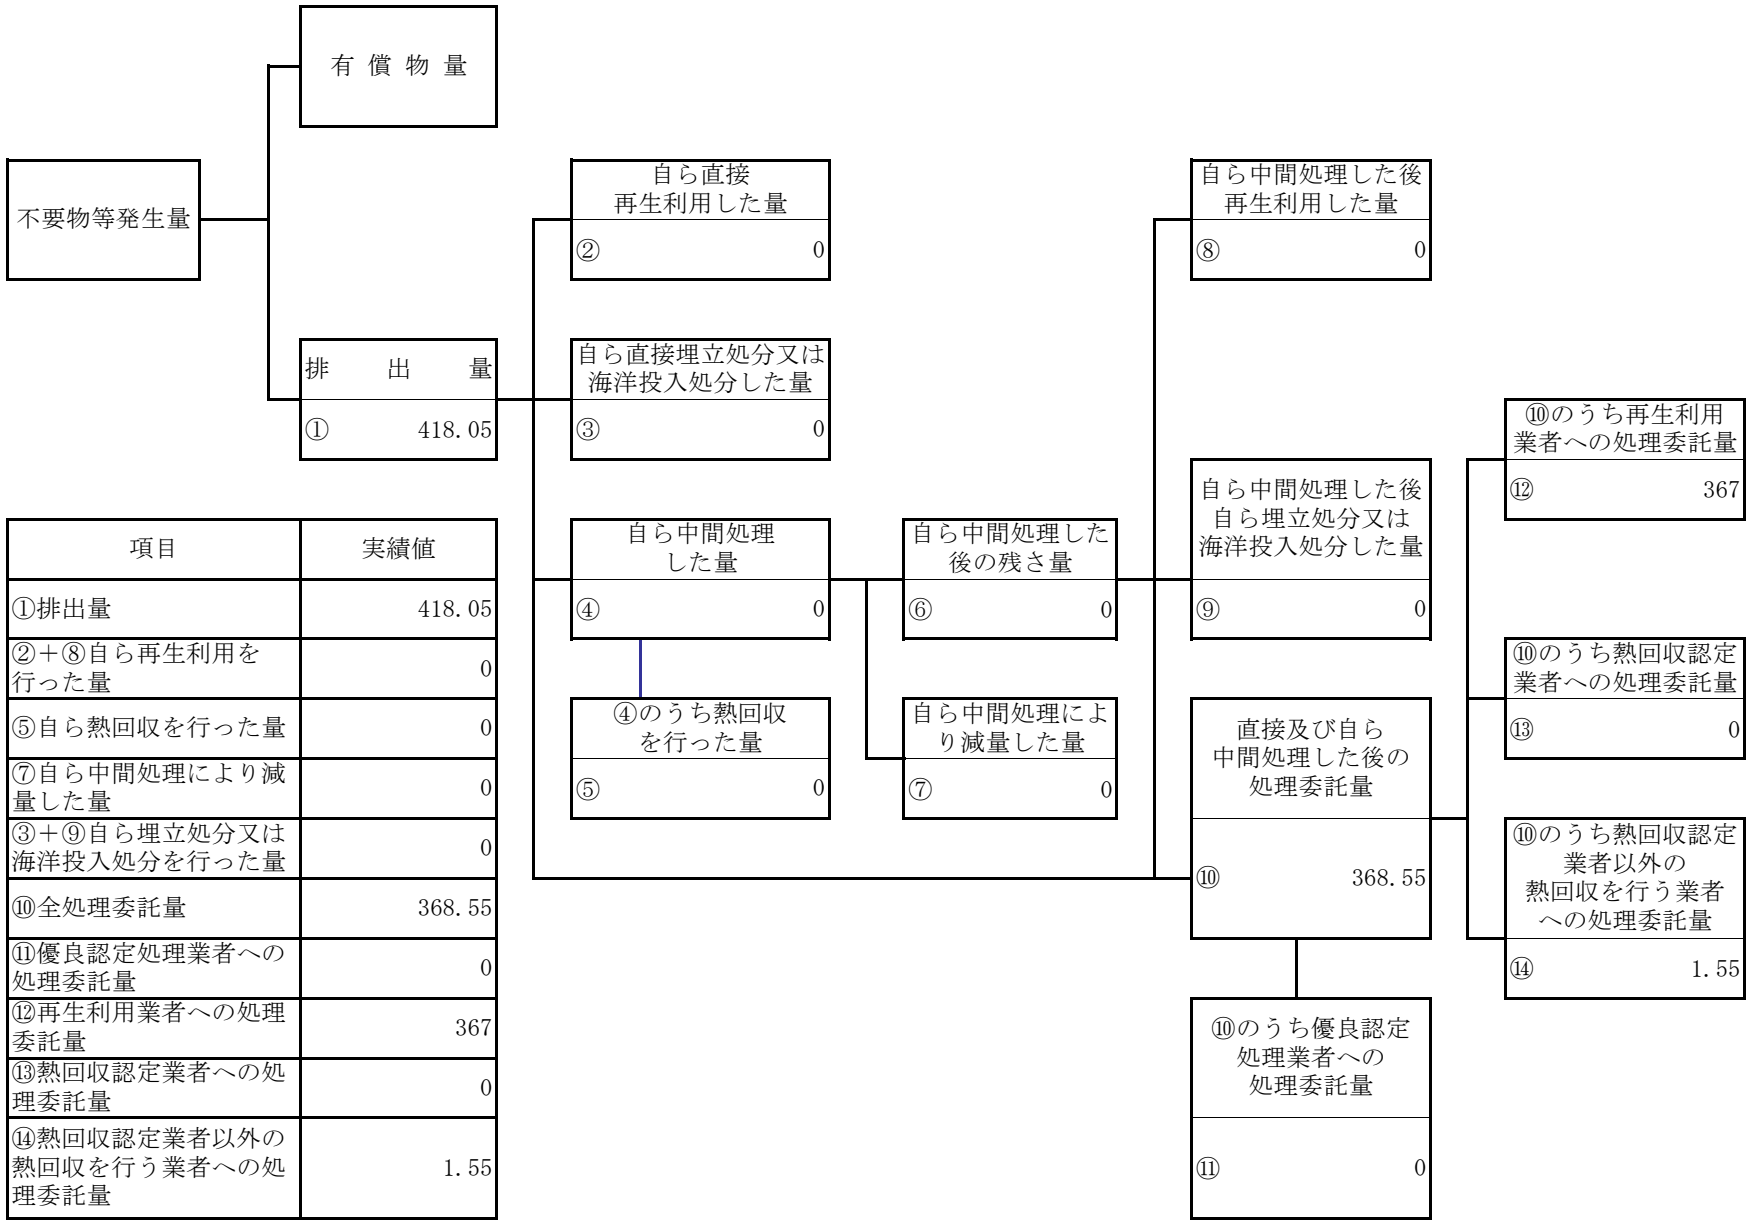 有償物量
不要物等発生量
排出量
① 418.05
自ら直接
再生利用した量
② 0
自ら直接埋立処分又は
海洋投入処分した量
③ 0
自ら中間処理
した量
④ 0
④のうち熱回収
を行った量
⑤ 0
自ら中間処理した
後の残さ量
⑥ 0
自ら中間処理によ
り減量した量
⑦ 0
自ら中間処理した後
再生利用した量
⑧ 0
自ら中間処理した後
自ら埋立処分又は
海洋投入処分した量
⑨ 0
直接及び自ら
中間処理した後の
処理委託量
⑩ 368.55
⑩のうち優良認定
処理業者への
処理委託量
⑪ 0
⑩のうち再生利用
業者への処理委託量
⑫ 367
⑩のうち熱回収認定
業者への処理委託量
⑬ 0
⑩のうち熱回収認定
業者以外の
熱回収を行う業者
への処理委託量
⑭ 1.55
項目 実績値
①排出量 418.05
②＋⑧自ら再生利用を
行った量 0
⑤自ら熱回収を行った量 0
⑦自ら中間処理により減
量した量 0
③＋⑨自ら埋立処分又は
海洋投入処分を行った量 0
⑩全処理委託量 368.55
⑪優良認定処理業者への
処理委託量 0
⑫再生利用業者への処理
委託量 367
⑬熱回収認定業者への処
理委託量 0
⑭熱回収認定業者以外の
熱回収を行う業者への処
理委託量 1.55